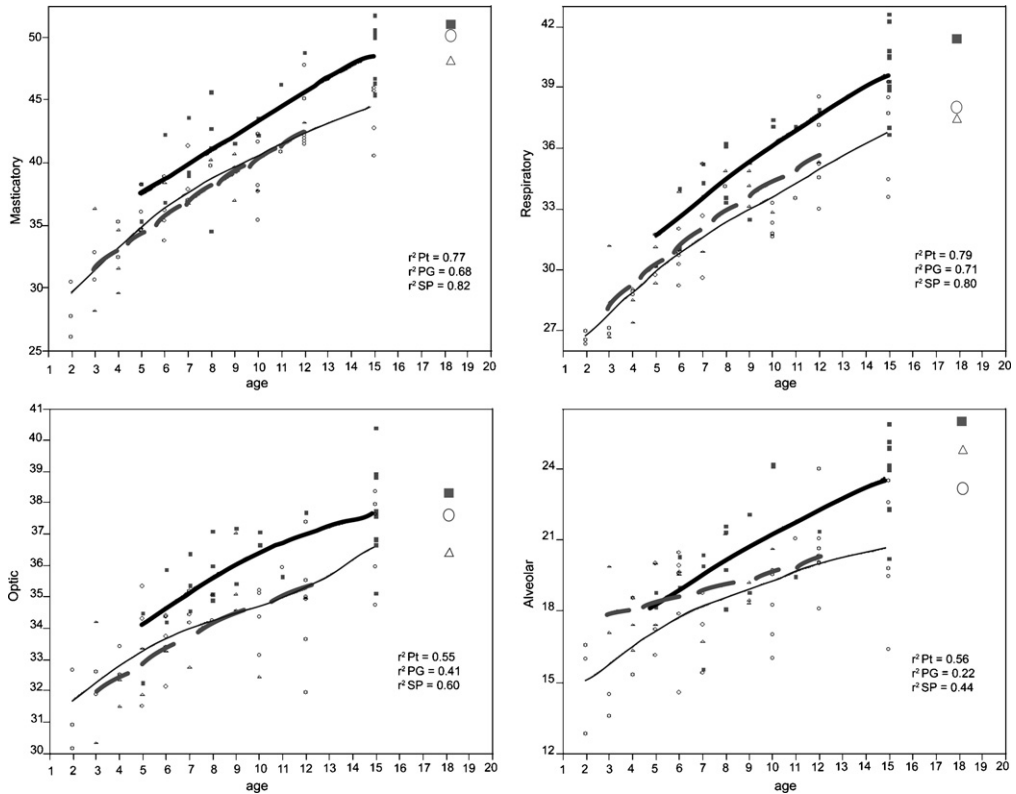 Masticatory
50
45
40
35
30
25
r² Pt = 0.77
r² PG = 0.68
r² SP = 0.82
1 2 3 4 5 6 7 8 9 10 11 12 13 14 15 16 17 18 19 20
age
Respiratory
42
39
36
33
30
27
r² Pt = 0.79
r² PG = 0.71
r² SP = 0.80
1 2 3 4 5 6 7 8 9 10 11 12 13 14 15 16 17 18 19 20
age
Optic
41
40
39
38
37
36
35
34
33
32
31
30
r² Pt = 0.55
r² PG = 0.41
r² SP = 0.60
1 2 3 4 5 6 7 8 9 10 11 12 13 14 15 16 17 18 19 20
age
Alveolar
24
21
18
15
12
r² Pt = 0.56
r² PG = 0.22
r² SP = 0.44
1 2 3 4 5 6 7 8 9 10 11 12 13 14 15 16 17 18 19 20
age